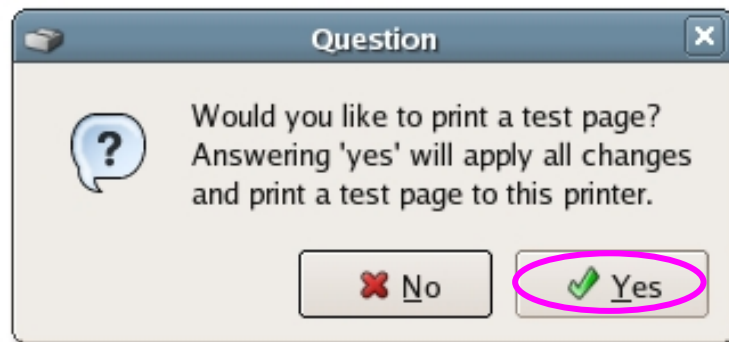 Question
?
Would you like to print a test page?
Answering 'yes' will apply all changes
and print a test page to this printer.
No
Yes